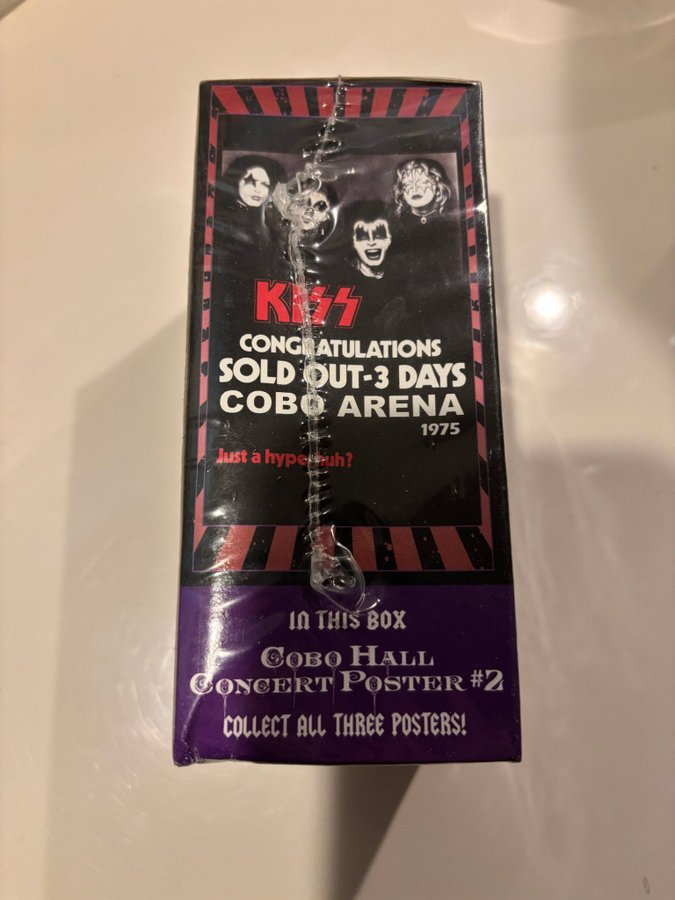 KISS
CONGRATULATIONS
SOLD OUT-3 DAYS
COBO ARENA
1975
Just a hype huh?
IN THIS BOX
COBO HALL
CONCERT POSTER #2
COLLECT ALL THREE POSTERS!